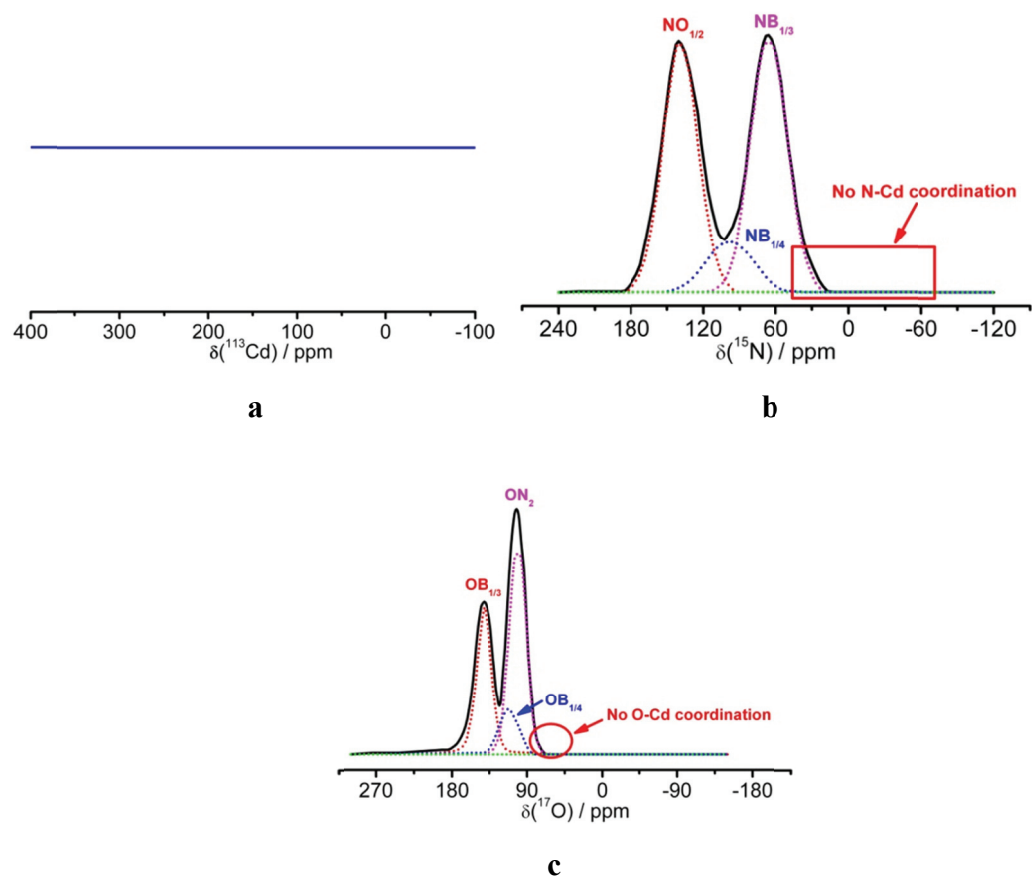 400 300 200 100 0 -100
δ(¹¹³Cd) / ppm
a
NO₁/₂
NB₁/₃
NB₁/₄
No N-Cd coordination
240 180 120 60 0 -60 -120
δ(¹⁵N) / ppm
b
ON₂
OB₁/₃
OB₁/₄
No O-Cd coordination
270 180 90 0 -90 -180
δ(¹⁷O) / ppm
c